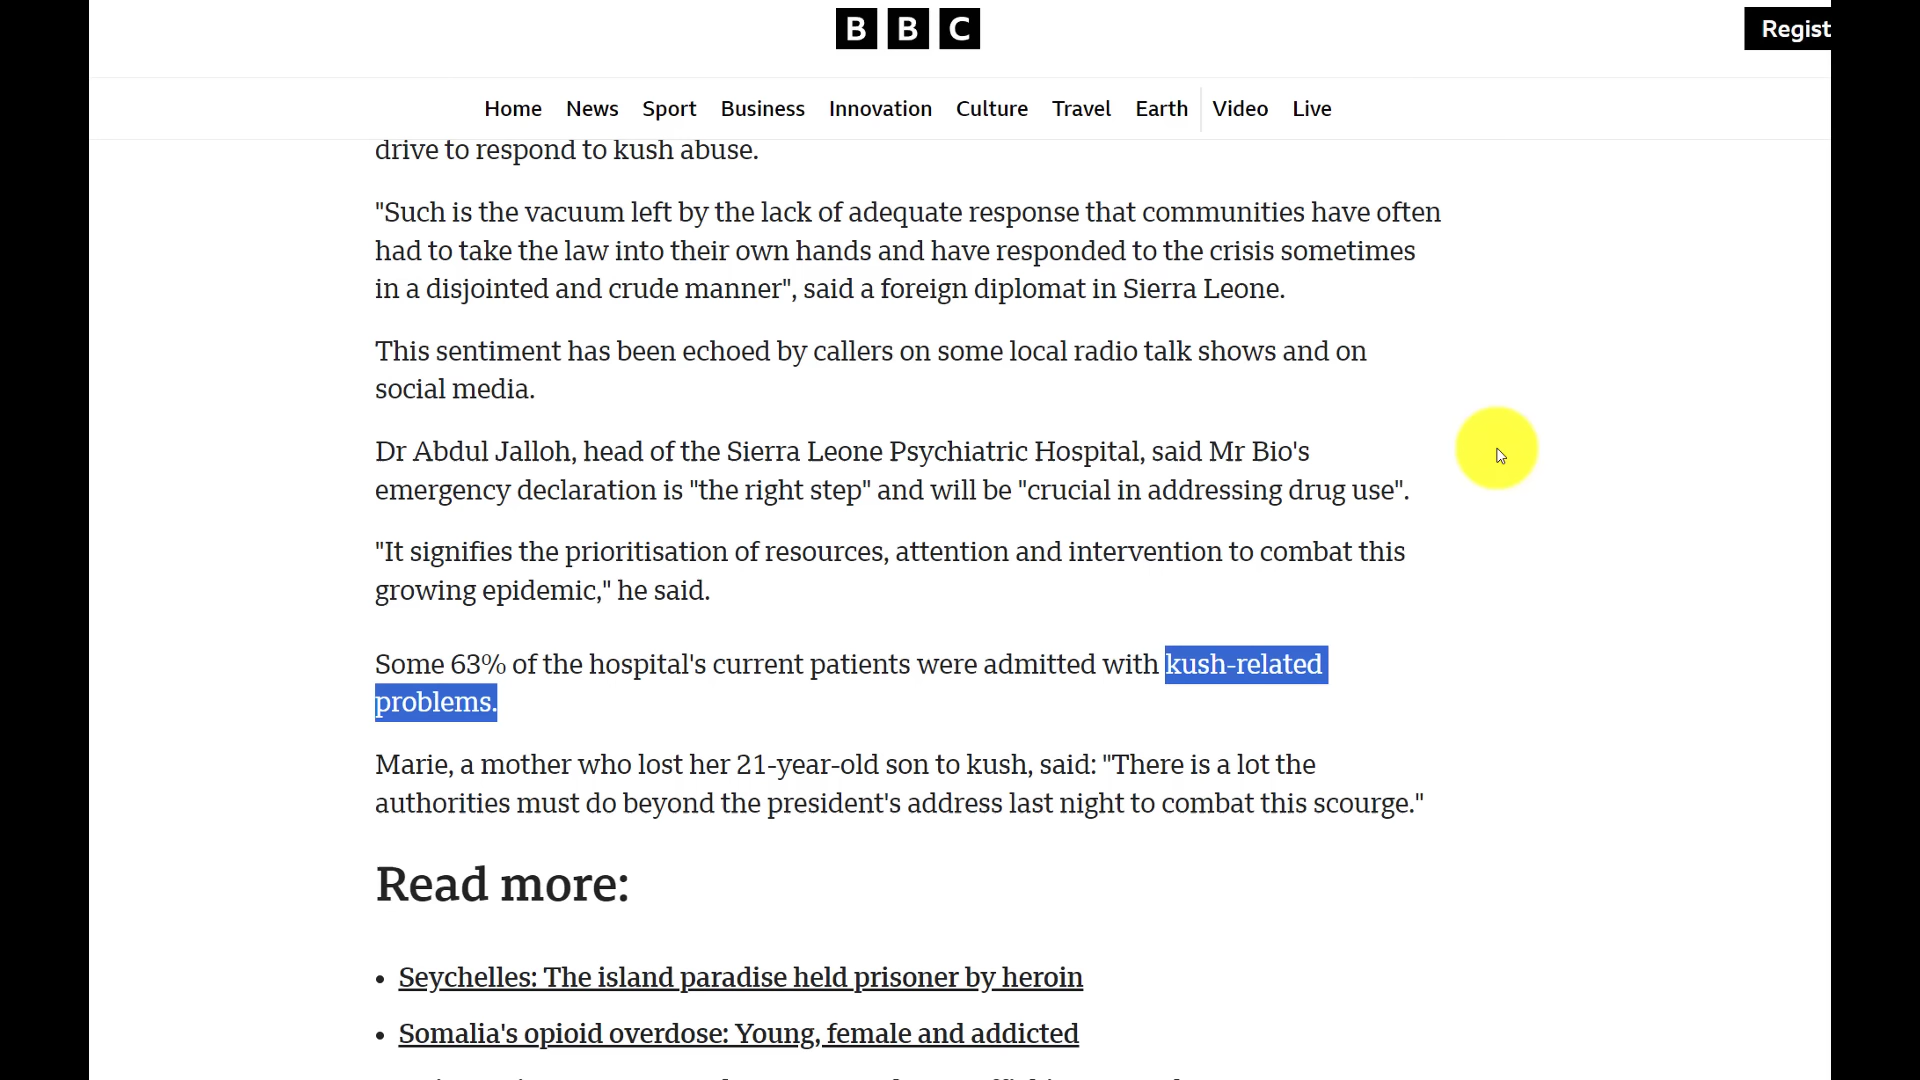 BBC
Regist
Home News Sport Business Innovation Culture Travel Earth Video Live
drive to respond to kush abuse.
"Such is the vacuum left by the lack of adequate response that communities have often
had to take the law into their own hands and have responded to the crisis sometimes
in a disjointed and crude manner", said a foreign diplomat in Sierra Leone.
This sentiment has been echoed by callers on some local radio talk shows and on
social media.
Dr Abdul Jalloh, head of the Sierra Leone Psychiatric Hospital, said Mr Bio's
emergency declaration is "the right step" and will be "crucial in addressing drug use".
"It signifies the prioritisation of resources, attention and intervention to combat this
growing epidemic," he said.
Some 63% of the hospital's current patients were admitted with kush-related
problems.
Marie, a mother who lost her 21-year-old son to kush, said: "There is a lot the
authorities must do beyond the president's address last night to combat this scourge."
Read more:
• Seychelles: The island paradise held prisoner by heroin
• Somalia's opioid overdose: Young, female and addicted